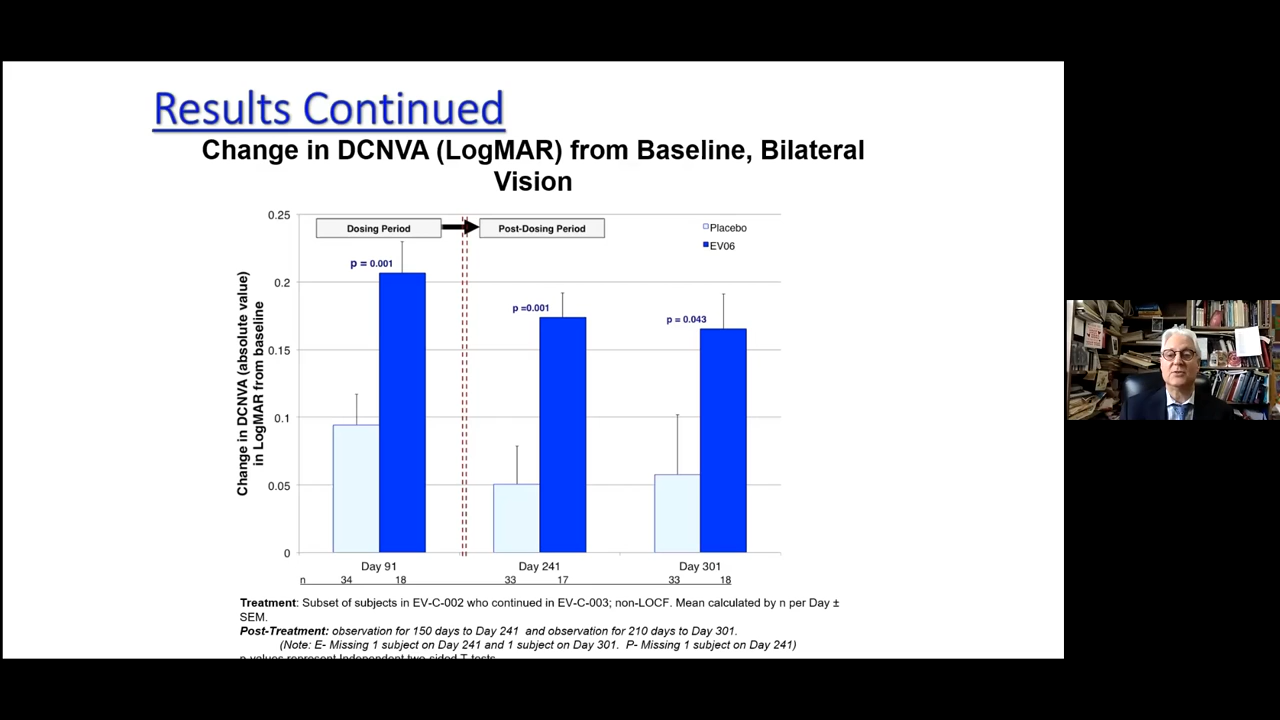 Results Continued
Change in DCNVA (LogMAR) from Baseline, Bilateral
Vision
0.25
0.2
0.15
0.1
0.05
0
Change in DCNVA (absolute value)
in LogMAR from baseline
Dosing Period
Post-Dosing Period
Placebo
EV06
p = 0.001
p =0.001
p = 0.043
Day 91
Day 241
Day 301
n 34 18 33 17 33 18
Treatment: Subset of subjects in EV-C-002 who continued in EV-C-003; non-LOCF. Mean calculated by n per Day ±
SEM.
Post-Treatment: observation for 150 days to Day 241 and observation for 210 days to Day 301.
(Note: E- Missing 1 subject on Day 241 and 1 subject on Day 301. P- Missing 1 subject on Day 241)
p values represent Independent two sided T tests